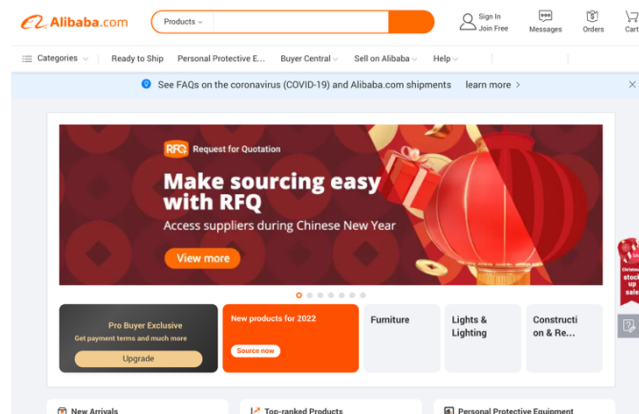 Alibaba.com
Products
Sign In
Join Free
Messages
Orders
Cart
Categories
Ready to Ship
Personal Protective E...
Buyer Central
Sell on Alibaba
Help
See FAQs on the coronavirus (COVID-19) and Alibaba.com shipments learn more >
RFQ Request for Quotation
Make sourcing easy
with RFQ
Access suppliers during Chinese New Year
View more
Christmas
stock
up
sale
Pro Buyer Exclusive
Get payment terms and much more
Upgrade
New products for 2022
Source now
Furniture
Lights &
Lighting
Constructi
on & Re...
New Arrivals
Top-ranked Products
Personal Protective Equipment